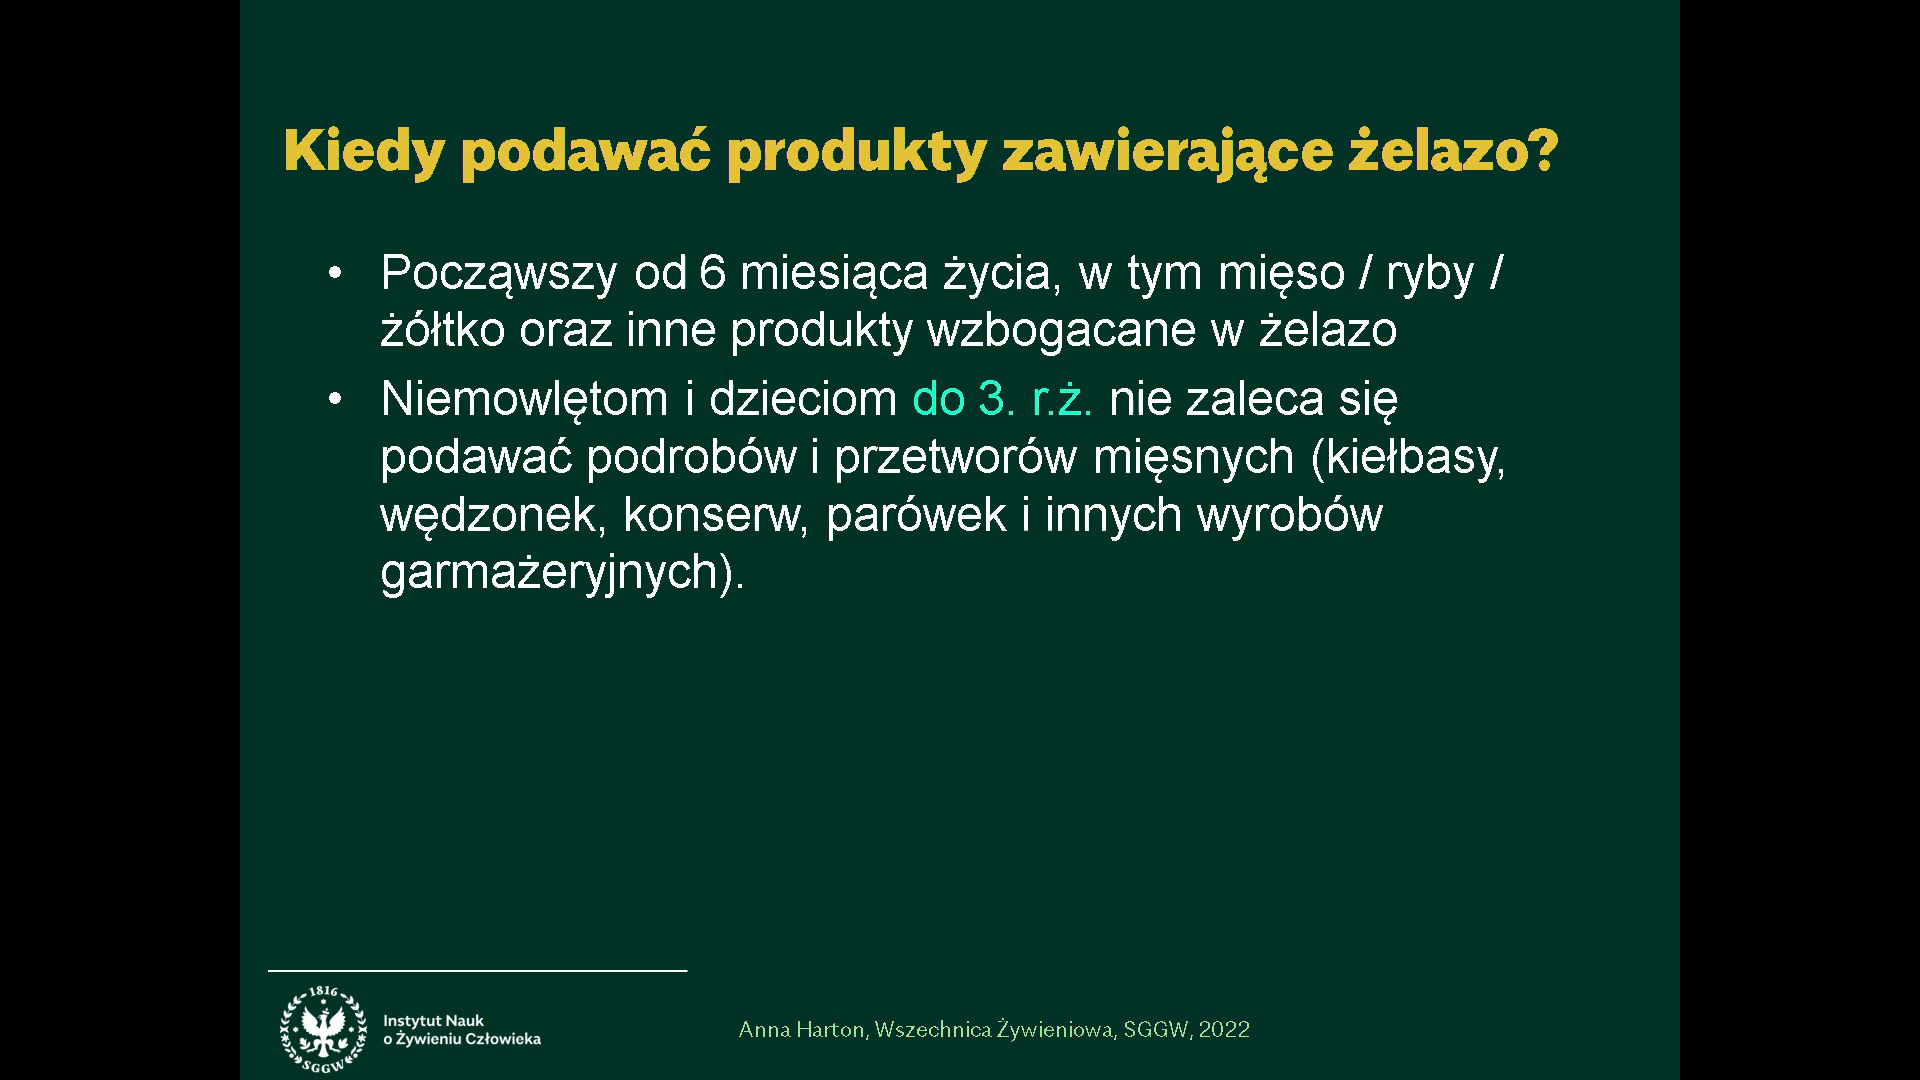 Kiedy podawać produkty zawierające żelazo?
• Począwszy od 6 miesiąca życia, w tym mięso / ryby /
żółtko oraz inne produkty wzbogacane w żelazo
• Niemowlętom i dzieciom do 3. r.ż. nie zaleca się
podawać podrobów i przetworów mięsnych (kiełbasy,
wędzonek, konserw, parówek i innych wyrobów
garmażeryjnych).
1816
SGGW
Instytut Nauk
o Żywieniu Człowieka
Anna Harton, Wszechnica Żywieniowa, SGGW, 2022